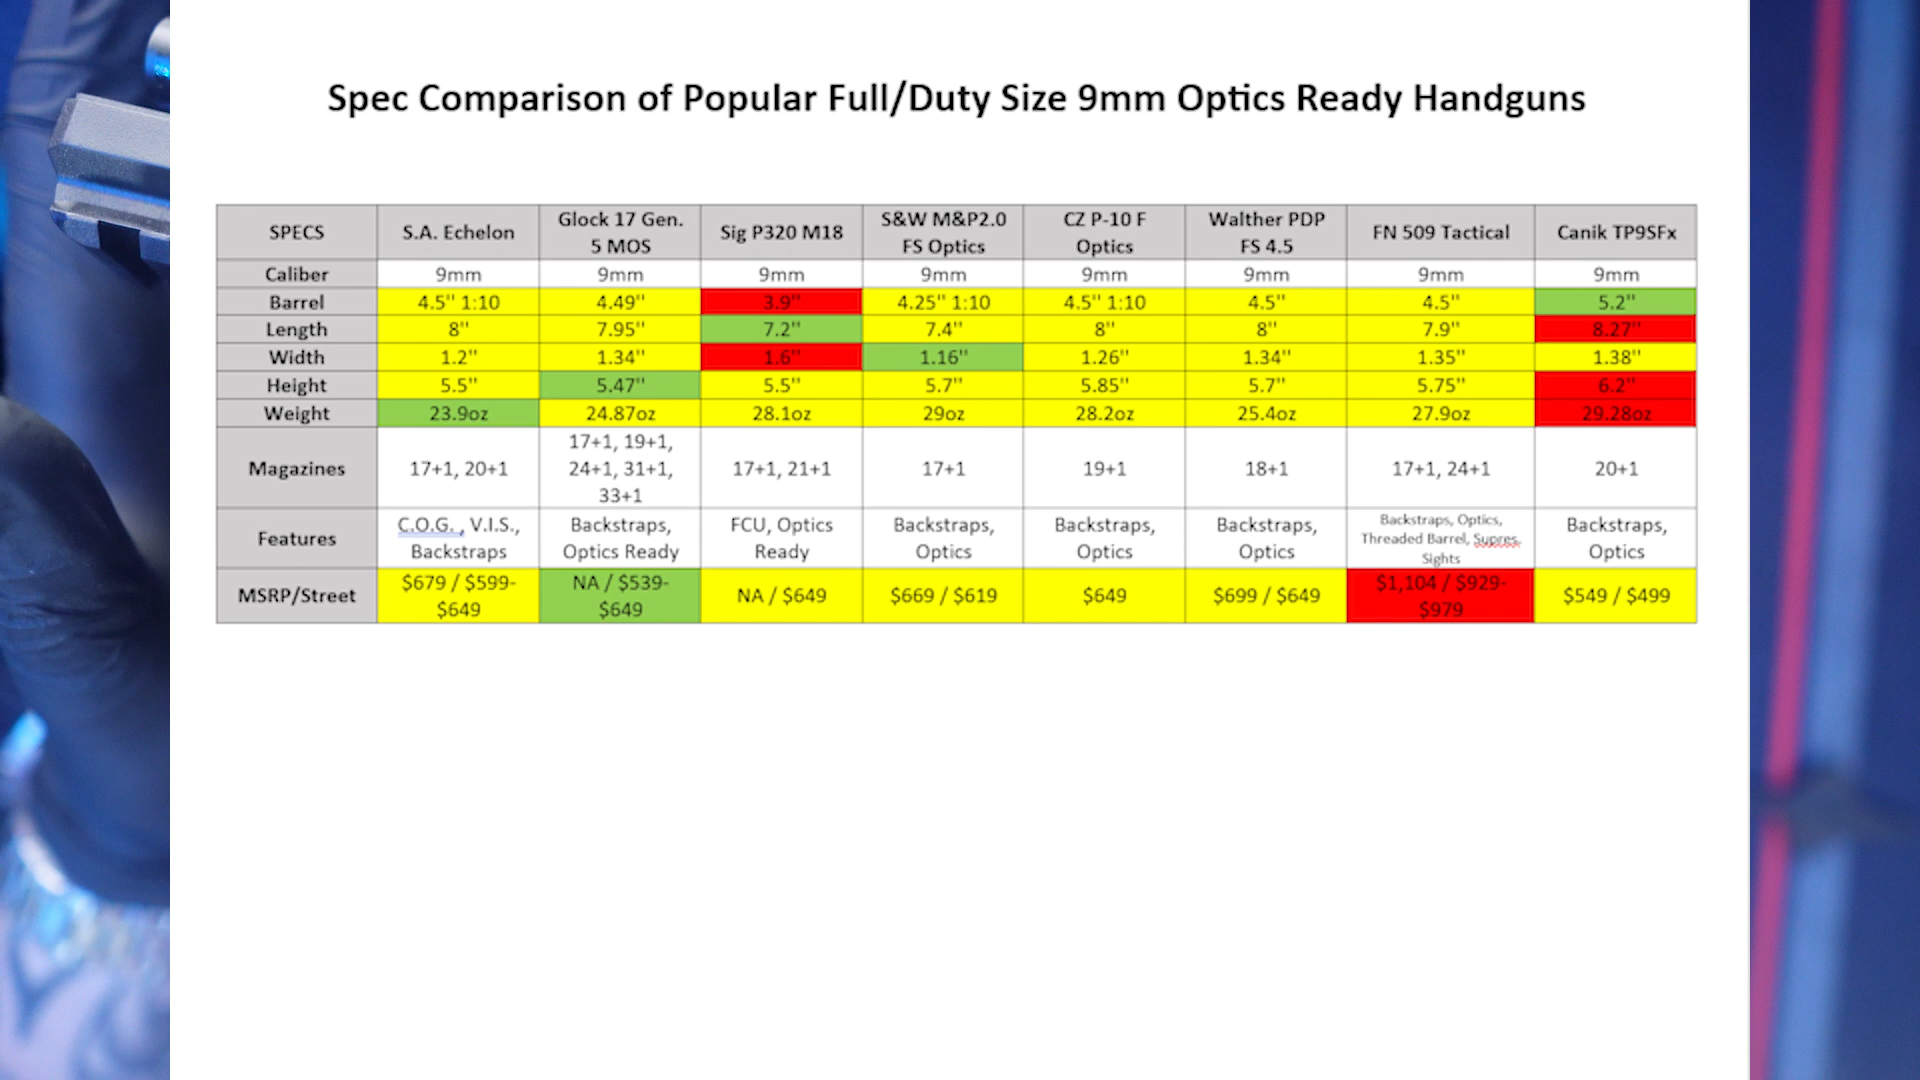 Spec Comparison of Popular Full/Duty Size 9mm Optics Ready Handguns
SPECS S.A. Echelon Glock 17 Gen. 5 MOS Sig P320 M18 S&W M&P2.0 FS Optics CZ P-10 F Optics Walther PDP FS 4.5 FN 509 Tactical Canik TP9SFx
Caliber 9mm 9mm 9mm 9mm 9mm 9mm 9mm 9mm
Barrel 4.5" 1:10 4.49" 3.9" 4.25" 1:10 4.5" 1:10 4.5" 4.5" 5.2"
Length 8" 7.95" 7.2" 7.4" 8" 8" 7.9" 8.27"
Width 1.2" 1.34" 1.6" 1.16" 1.26" 1.34" 1.35" 1.38"
Height 5.5" 5.47" 5.5" 5.7" 5.85" 5.7" 5.75" 6.2"
Weight 23.9oz 24.87oz 28.1oz 29oz 28.2oz 25.4oz 27.9oz 29.28oz
Magazines 17+1, 20+1 17+1, 19+1, 24+1, 31+1, 33+1 17+1, 21+1 17+1 19+1 18+1 17+1, 24+1 20+1
Features C.O.G. , V.I.S., Backstraps Backstraps, Optics Ready FCU, Optics Ready Backstraps, Optics Backstraps, Optics Backstraps, Optics Backstraps, Optics, Threaded Barrel, Supres. Sights Backstraps, Optics
MSRP/Street $679 / $599-$649 NA / $539-$649 NA / $649 $669 / $619 $649 $699 / $649 $1,104 / $929-$979 $549 / $499